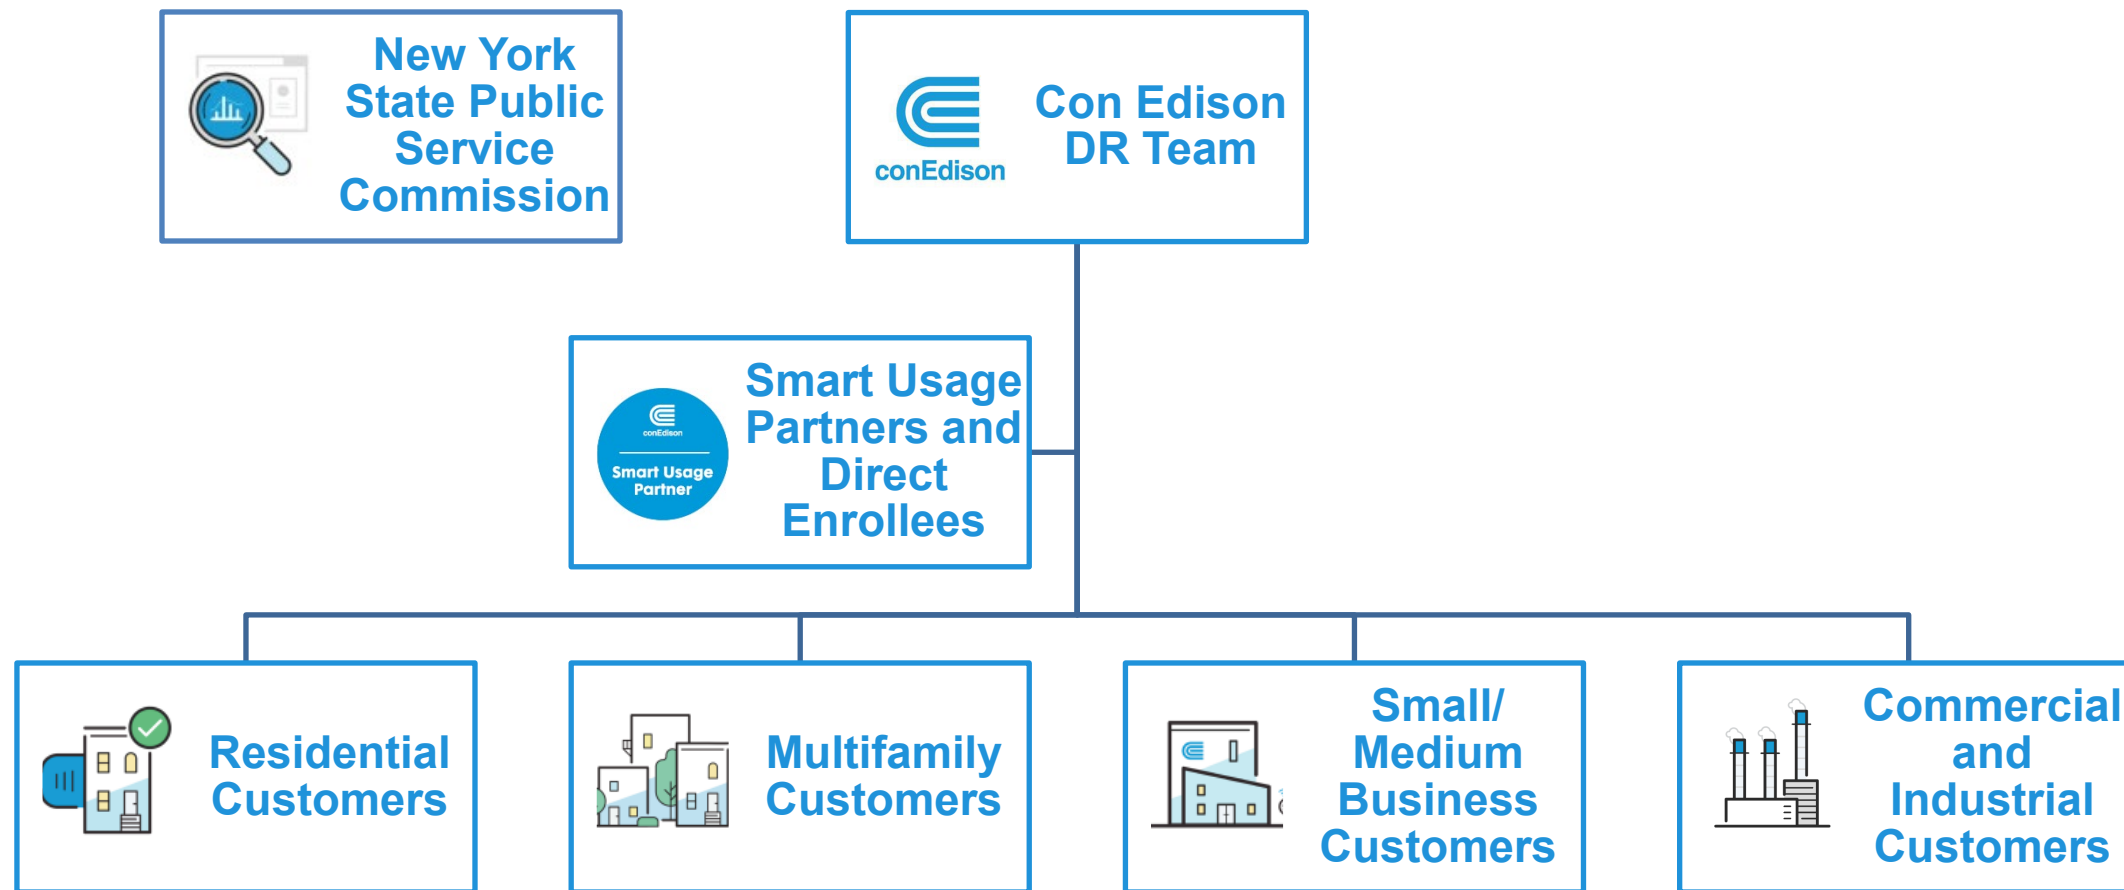 New York
State Public
Service
Commission
conEdison
Con Edison
DR Team
conEdison
Smart Usage
Partner
Smart Usage
Partners and
Direct
Enrollees
Residential
Customers
Multifamily
Customers
Small/
Medium
Business
Customers
Commercial
and
Industrial
Customers